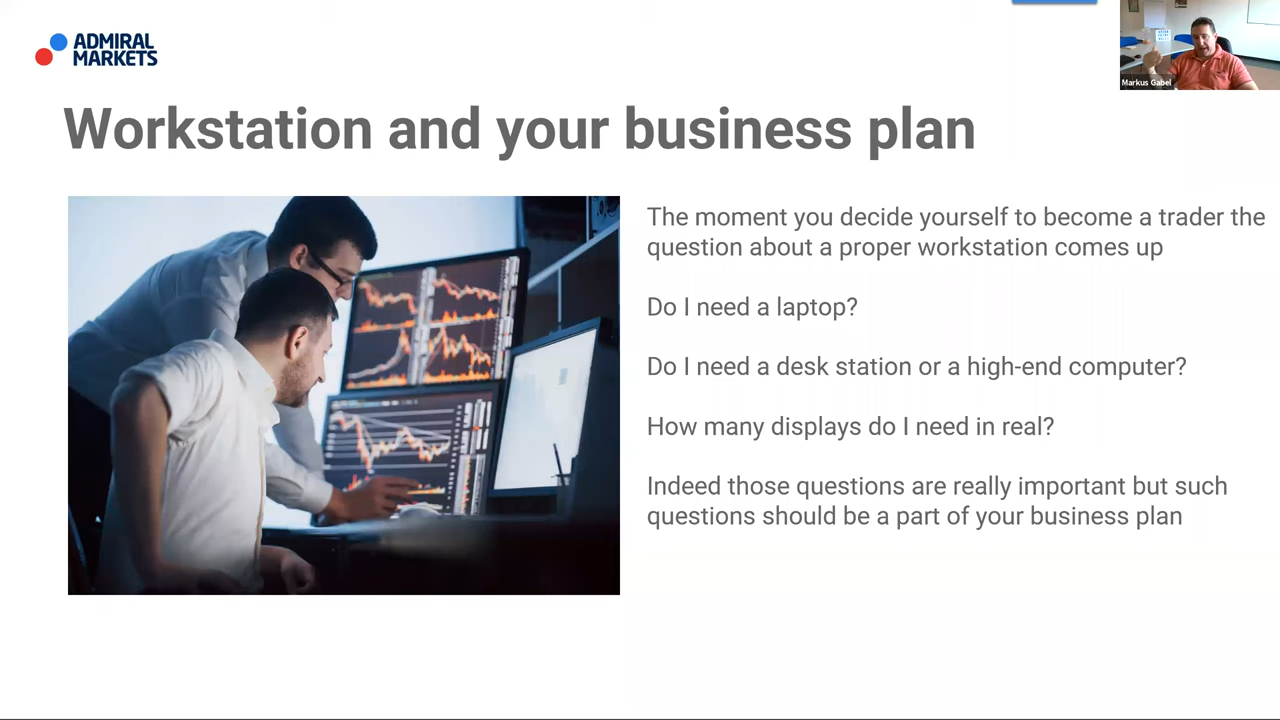 ADMIRAL
MARKETS
Markus Gabel
Workstation and your business plan
The moment you decide yourself to become a trader the
question about a proper workstation comes up
Do I need a laptop?
Do I need a desk station or a high-end computer?
How many displays do I need in real?
Indeed those questions are really important but such
questions should be a part of your business plan